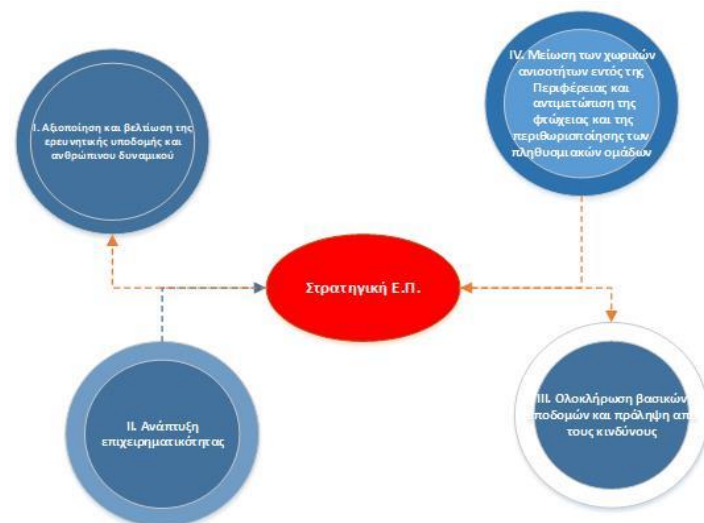 I. Αξιοποίηση και βελτίωση της
ερευνητικής υποδομής και
ανθρώπινου δυναμικού
IV. Μείωση των χωρικών
ανισοτήτων εντός της
Περιφέρειας και
αντιμετώπιση της
φτώχειας και της
περιθωριοποίησης των
πληθυσμιακών ομάδων
Στρατηγική Ε.Π.
II. Ανάπτυξη
επιχειρηματικότητας
III. Ολοκλήρωση βασικών
υποδομών και πρόληψη από
τους κινδύνους